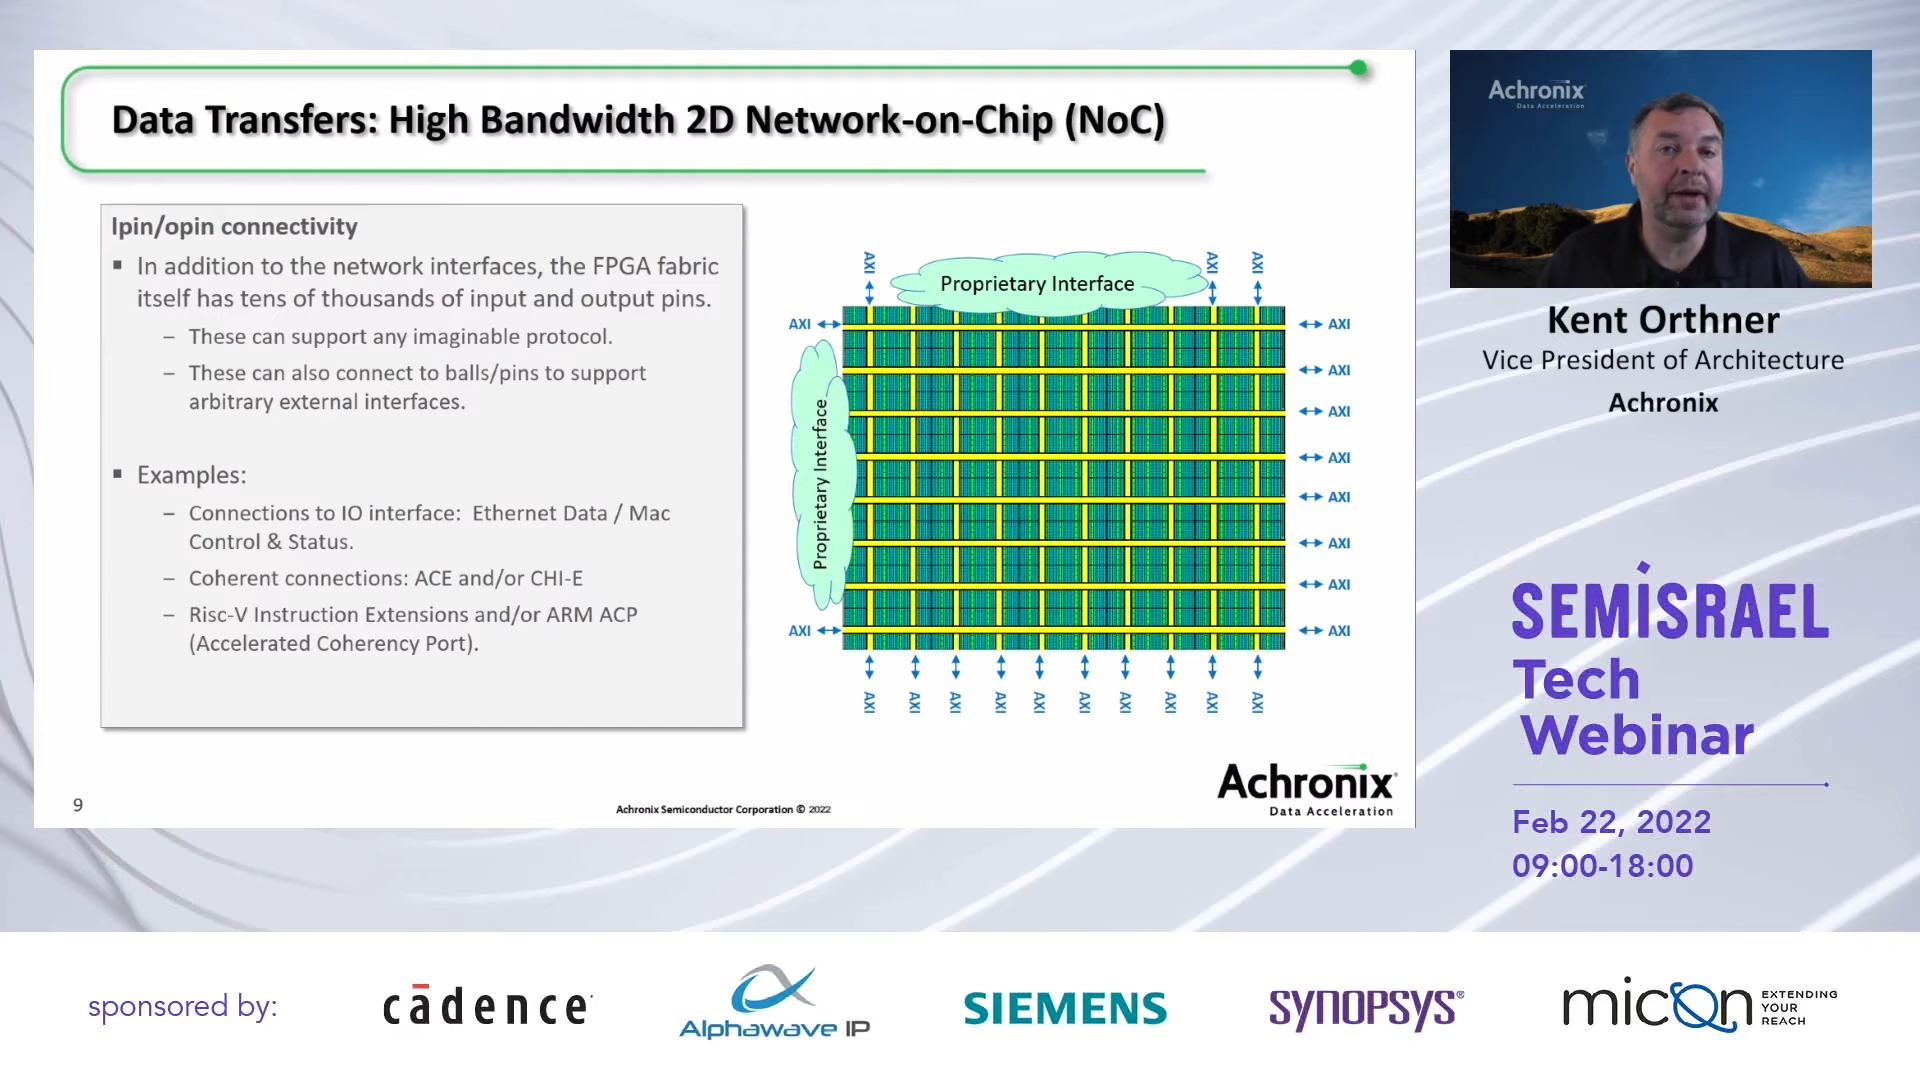 Data Transfers: High Bandwidth 2D Network-on-Chip (NoC)
Ipin/opin connectivity
▪ In addition to the network interfaces, the FPGA fabric
itself has tens of thousands of input and output pins.
– These can support any imaginable protocol.
– These can also connect to balls/pins to support
arbitrary external interfaces.
▪ Examples:
– Connections to IO interface: Ethernet Data / Mac
Control & Status.
– Coherent connections: ACE and/or CHI-E
– Risc-V Instruction Extensions and/or ARM ACP
(Accelerated Coherency Port).
AXI
Proprietary Interface
AXI
AXI
AXI
AXI
AXI
AXI
AXI
AXI
AXI
AXI
Proprietary Interface
AXI
AXI
AXI
AXI
AXI
AXI
AXI
AXI
AXI
AXI
AXI
AXI
AXI
9
Achronix Semiconductor Corporation © 2022
Achronix
Data Acceleration
Achronix
Data Acceleration
Kent Orthner
Vice President of Architecture
Achronix
SEMISRAEL
Tech
Webinar
Feb 22, 2022
09:00-18:00
sponsored by:
cādence
Alphawave IP
SIEMENS
SYNOPSYS®
micon
EXTENDING
YOUR
REACH